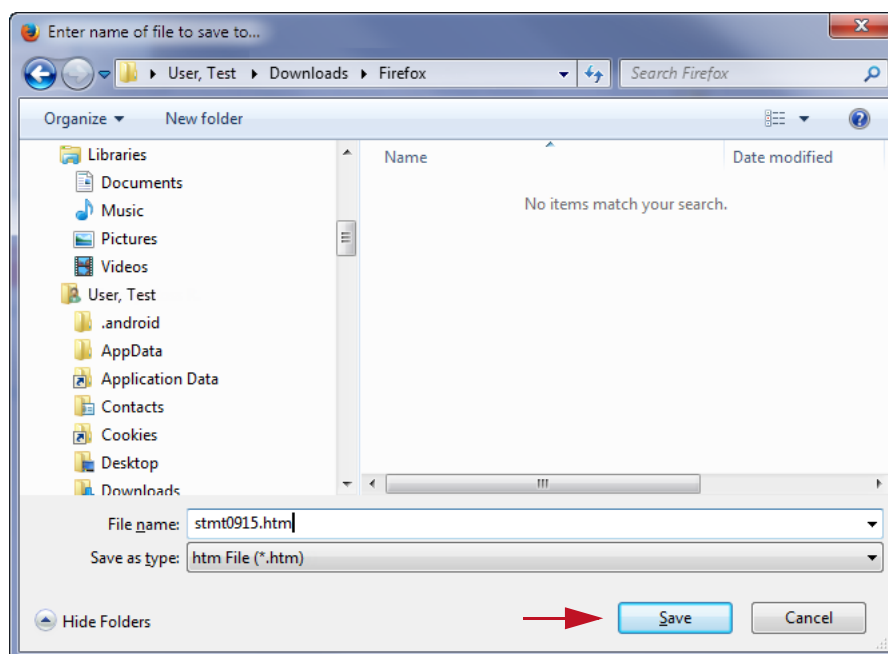 Enter name of file to save to...
User, Test Downloads Firefox Search Firefox
Organize New folder
Name Date modified
No items match your search.
Libraries
Documents
Music
Pictures
Videos
User, Test
.android
AppData
Application Data
Contacts
Cookies
Desktop
Downloads
File name: stmt0915.htm
Save as type: htm File (*.htm)
Hide Folders Save Cancel